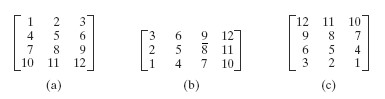 1 2 3
4 5 6
7 8 9
10 11 12
(a)
3 6 9 12
2 5 8 11
1 4 7 10
(b)
12 11 10
9 8 7
6 5 4
3 2 1
(c)